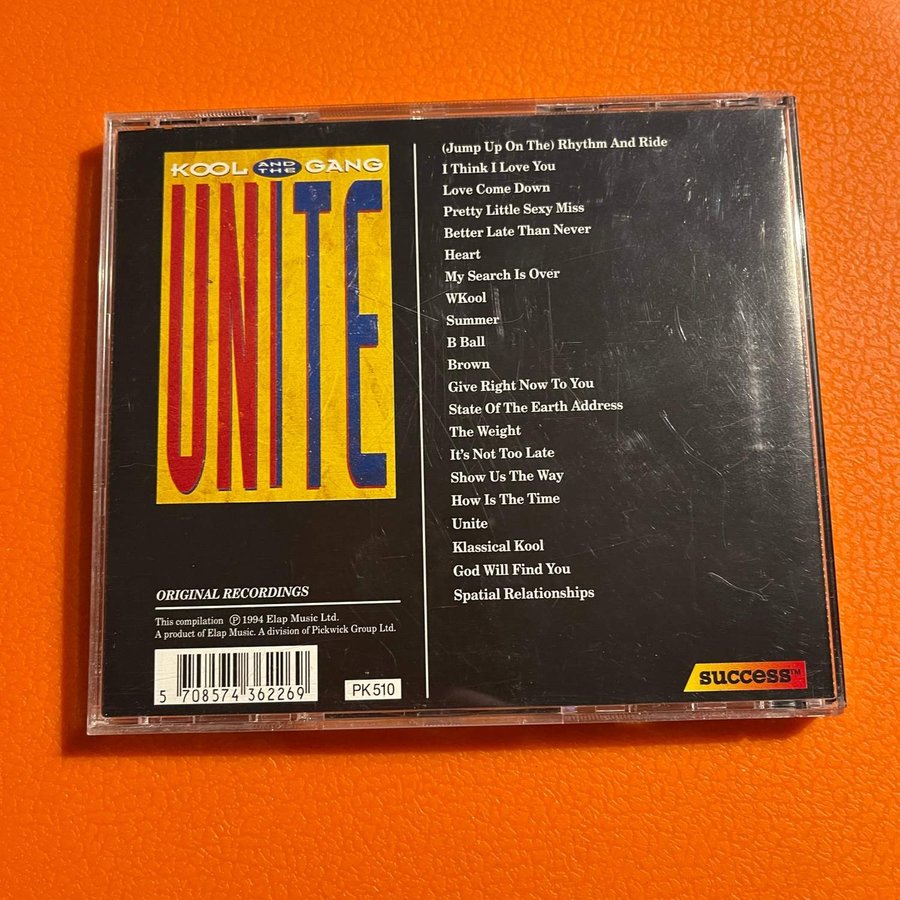 KOOL AND THE GANG
UNITE
(Jump Up On The) Rhythm And Ride
I Think I Love You
Love Come Down
Pretty Little Sexy Miss
Better Late Than Never
Heart
My Search Is Over
WKool
Summer
B Ball
Brown
Give Right Now To You
State Of The Earth Address
The Weight
It's Not Too Late
Show Us The Way
How Is The Time
Unite
Klassical Kool
God Will Find You
Spatial Relationships
ORIGINAL RECORDINGS
This compilation ℗ 1994 Elap Music Ltd.
A product of Elap Music. A division of Pickwick Group Ltd.
5 708574 362269
PK 510
success™